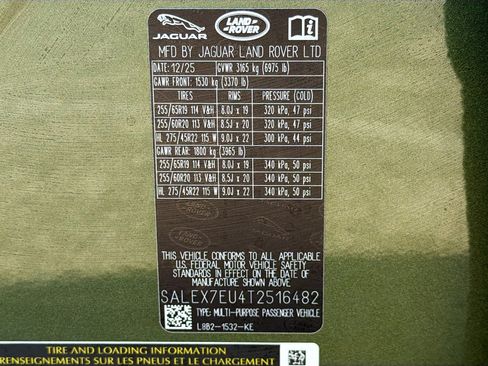 JAGUAR
LAND ROVER
MFD BY JAGUAR LAND ROVER LTD
DATE: 12/25 GVWR 3165 kg (6975 lb)
GAWR FRONT: 1530 kg (3370 lb)
TIRES RIMS PRESSURE (COLD)
255/65R19 114 V&H 8.0J x 19 320 kPa, 47 psi
255/60R20 113 V&H 8.5J x 20 320 kPa, 47 psi
HL 275/45R22 115 W 9.0J x 22 300 kPa, 44 psi
GAWR REAR: 1800 kg (3965 lb)
255/65R19 114 V&H 8.0J x 19 340 kPa, 50 psi
255/60R20 113 V&H 8.5J x 20 340 kPa, 50 psi
HL 275/45R22 115 W 9.0J x 22 340 kPa, 50 psi
THIS VEHICLE CONFORMS TO ALL APPLICABLE
U.S. FEDERAL MOTOR VEHICLE SAFETY STANDARDS
IN EFFECT ON THE DATE OF MANUFACTURE
SHOWN ABOVE.
SALEX7EU4T2516482
TYPE: MULTI-PURPOSE PASSENGER VEHICLE
L8B2-1532-KE
TIRE AND LOADING INFORMATION
RENSEIGNEMENTS SUR LES PNEUS ET LE CHARGEMENT